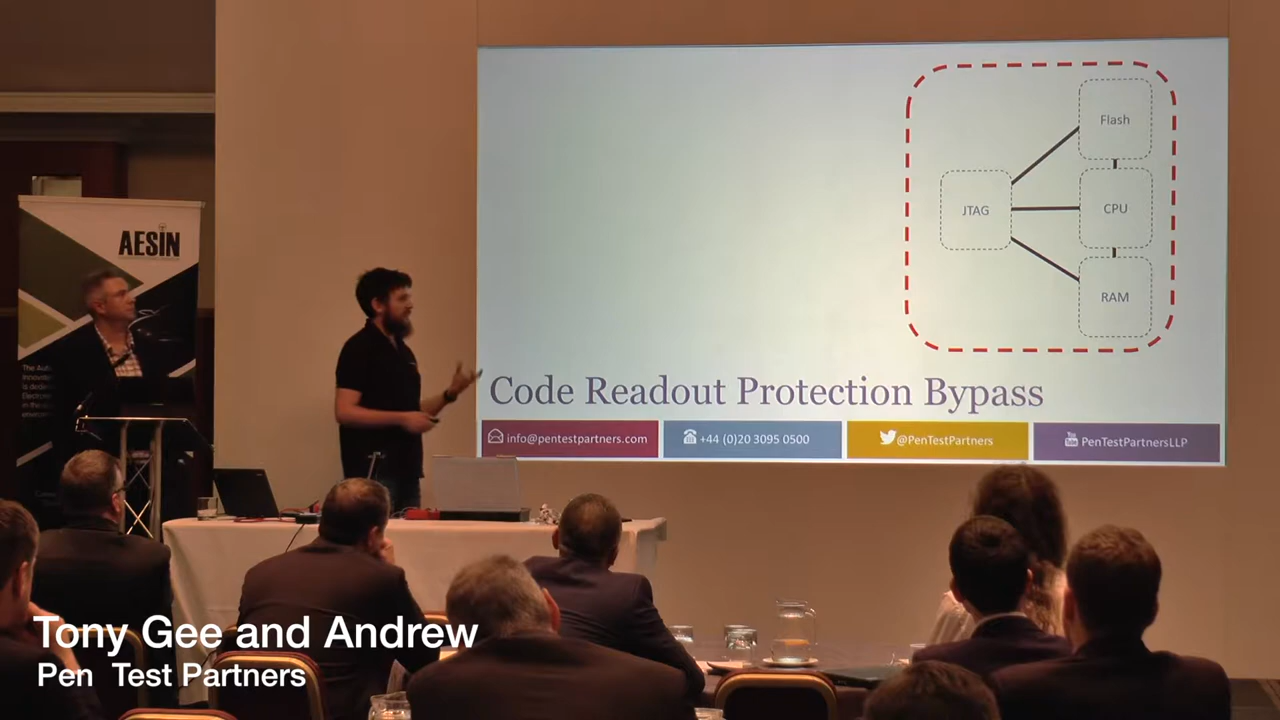 AESIN
Flash
JTAG
CPU
RAM
Code Readout Protection Bypass
info@pentestpartners.com
+44 (0)20 3095 0500
@PenTestPartners
PenTestPartnersLLP
Tony Gee and Andrew
Pen Test Partners